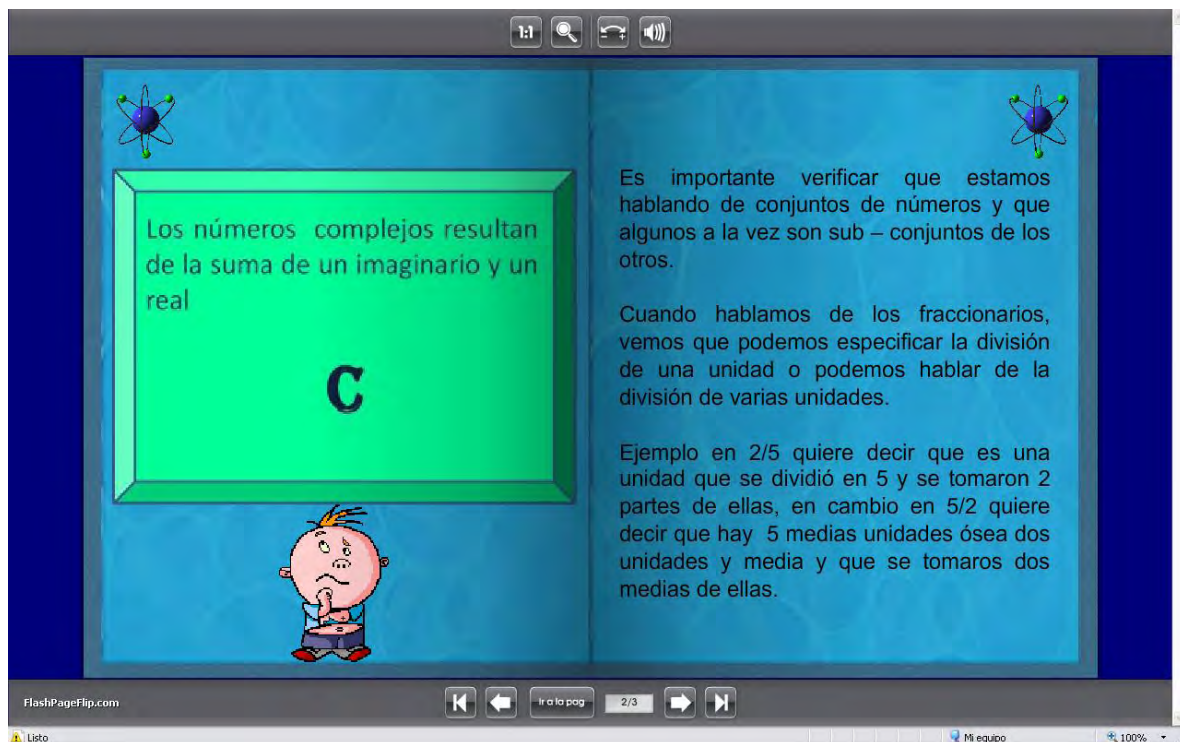 1:1
Los números complejos resultan
de la suma de un imaginario y un
real
C
Es importante verificar que estamos
hablando de conjuntos de números y que
algunos a la vez son sub – conjuntos de los
otros.
Cuando hablamos de los fraccionarios,
vemos que podemos especificar la división
de una unidad o podemos hablar de la
división de varias unidades.
Ejemplo en 2/5 quiere decir que es una
unidad que se dividió en 5 y se tomaron 2
partes de ellas, en cambio en 5/2 quiere
decir que hay 5 medias unidades ósea dos
unidades y media y que se tomaros dos
medias de ellas.
FlashPageFlip.com
Ir a la pag
2/3
Listo
Mi equipo
100%